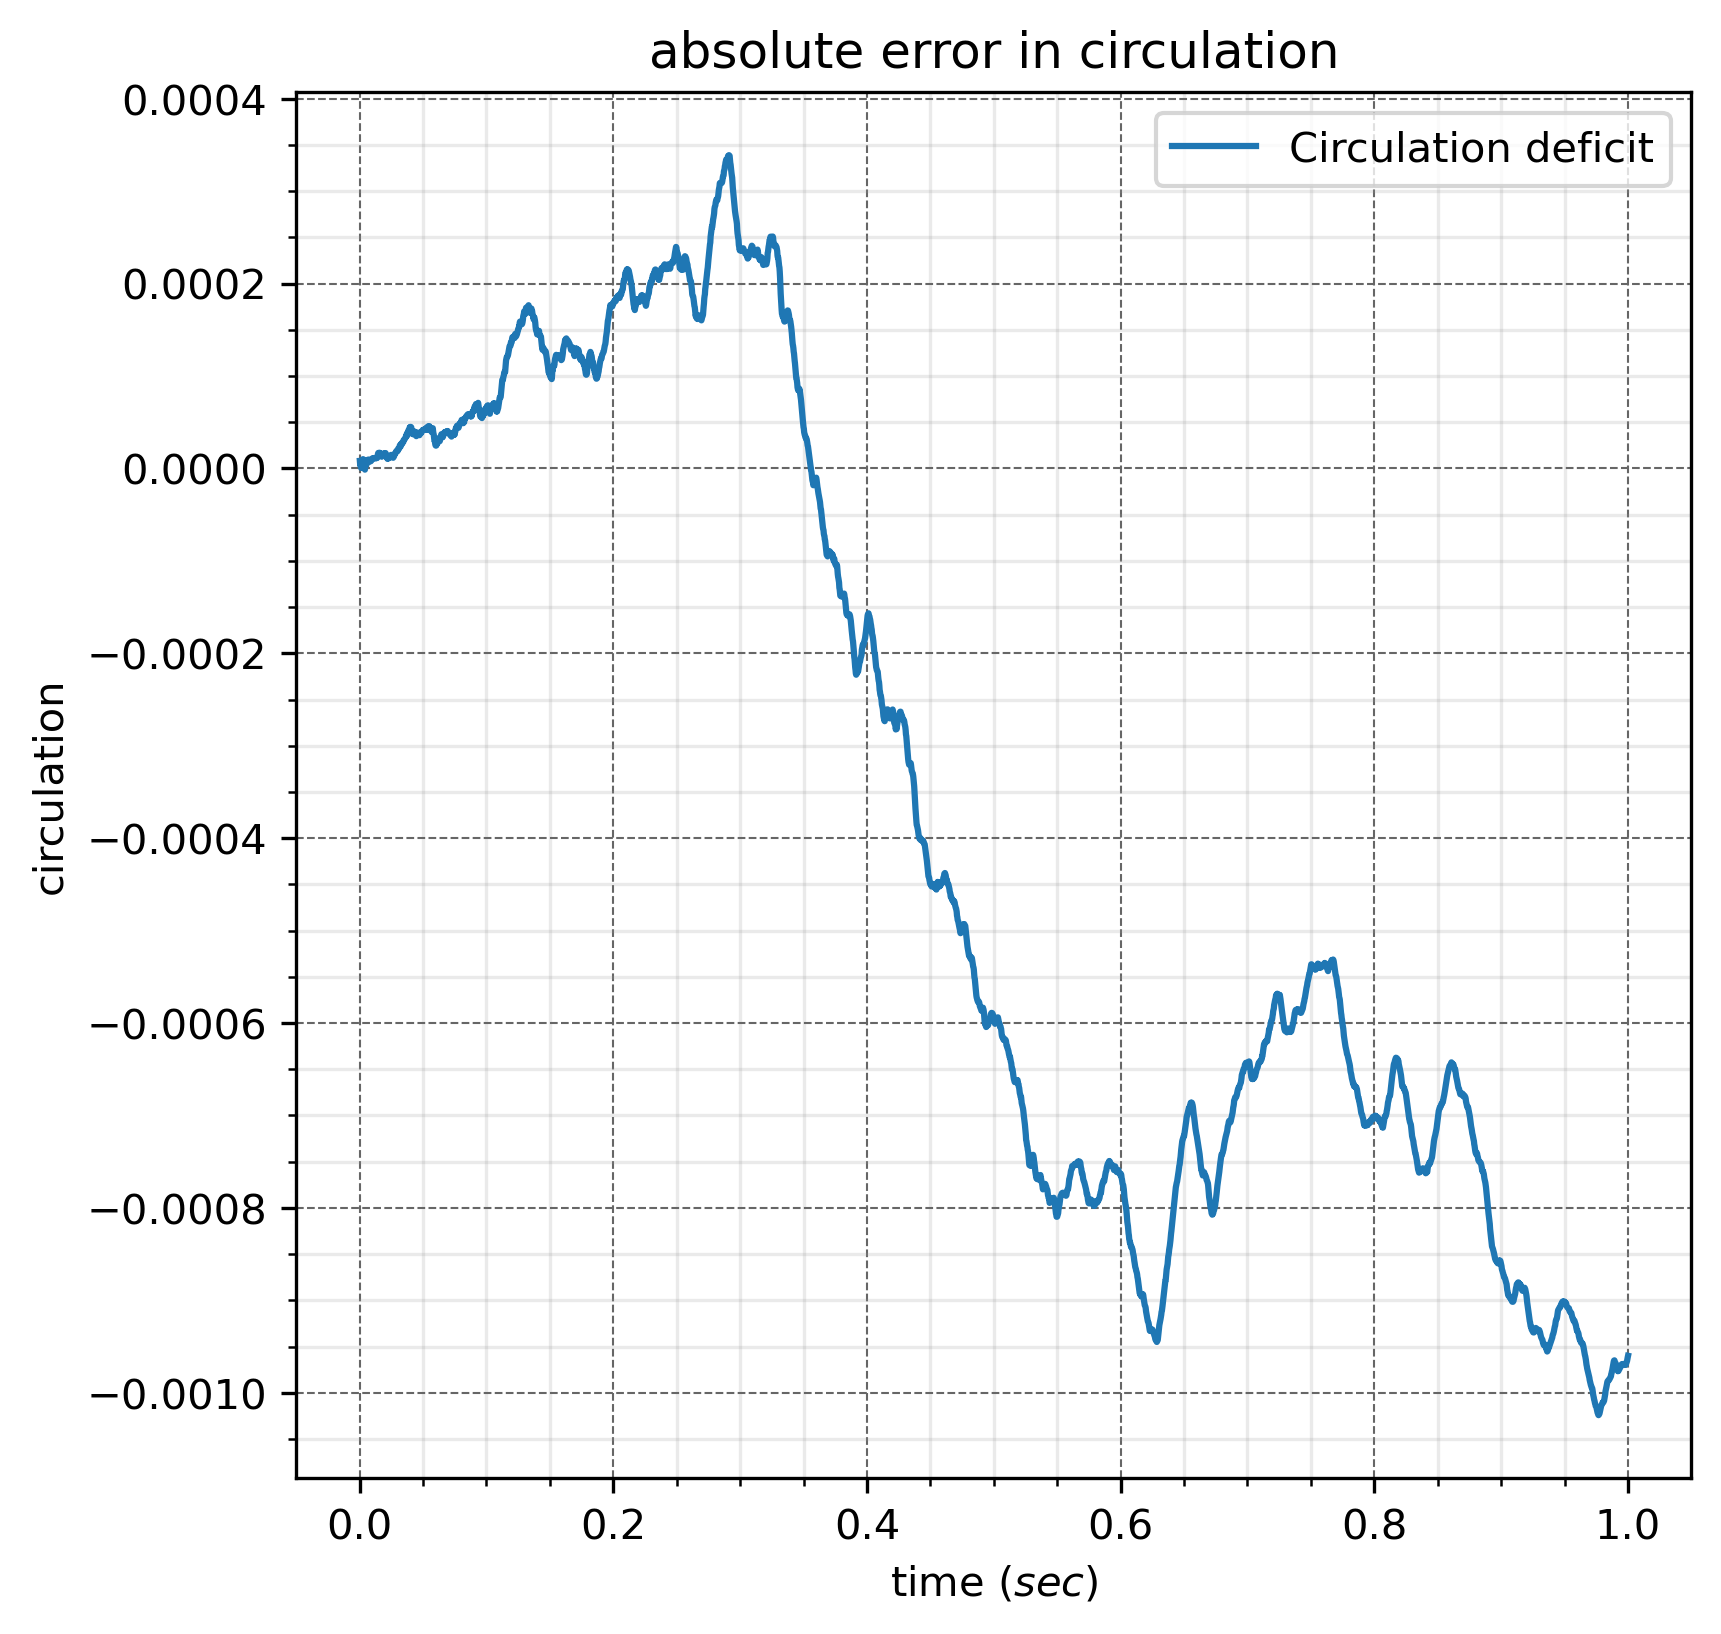 absolute error in circulation
Circulation deficit
0.0004
0.0002
0.0000
−0.0002
−0.0004
−0.0006
−0.0008
−0.0010
circulation
0.0 0.2 0.4 0.6 0.8 1.0
time (sec)